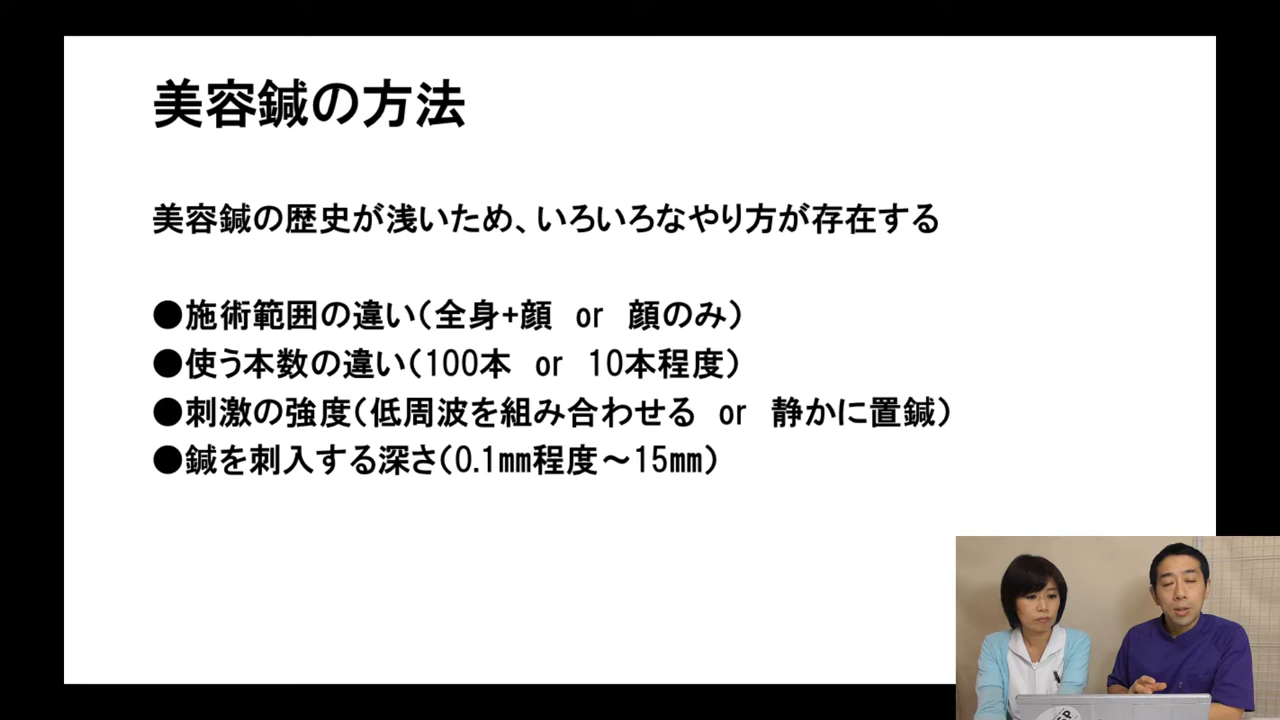 美容鍼の方法
美容鍼の歴史が浅いため、いろいろなやり方が存在する
●施術範囲の違い（全身+顔　or　顔のみ）
●使う本数の違い（100本　or　10本程度）
●刺激の強度（低周波を組み合わせる　or　静かに置鍼）
●鍼を刺入する深さ（0.1mm程度～15mm）